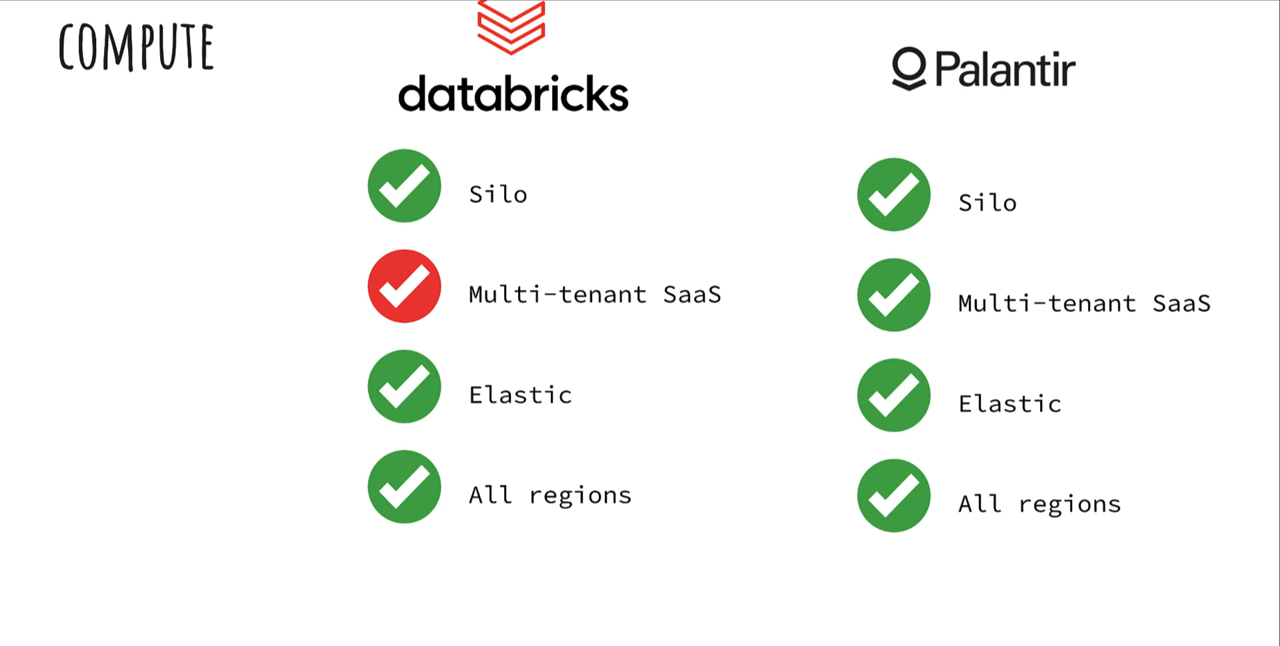 COMPUTE
databricks
Silo
Multi-tenant SaaS
Elastic
All regions
Palantir
Silo
Multi-tenant SaaS
Elastic
All regions